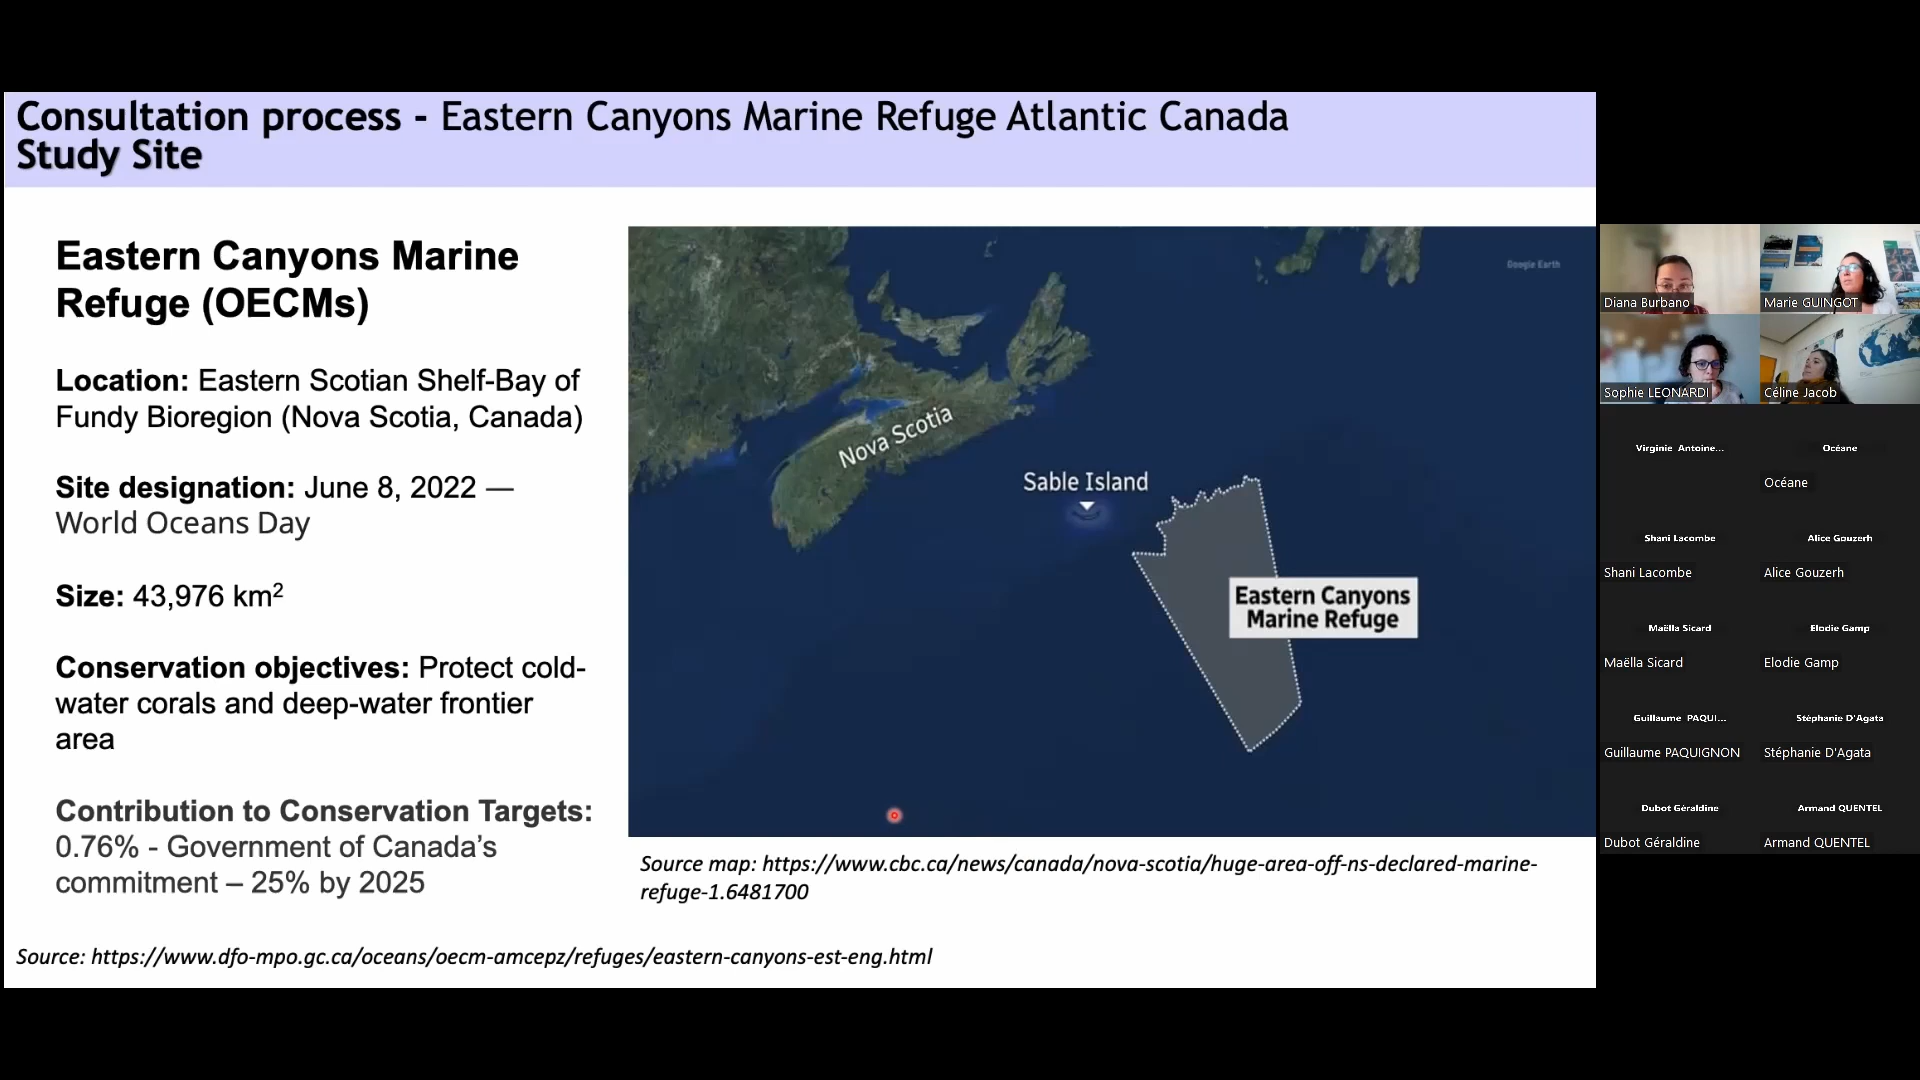 Consultation process - Eastern Canyons Marine Refuge Atlantic Canada
Study Site
Eastern Canyons Marine
Refuge (OECMs)
Location: Eastern Scotian Shelf-Bay of
Fundy Bioregion (Nova Scotia, Canada)
Site designation: June 8, 2022 —
World Oceans Day
Size: 43,976 km²
Conservation objectives: Protect cold-
water corals and deep-water frontier
area
Contribution to Conservation Targets:
0.76% - Government of Canada’s
commitment – 25% by 2025
Google Earth
Nova Scotia
Sable Island
Eastern Canyons
Marine Refuge
Source map: https://www.cbc.ca/news/canada/nova-scotia/huge-area-off-ns-declared-marine-
refuge-1.6481700
Source: https://www.dfo-mpo.gc.ca/oceans/oecm-amcepz/refuges/eastern-canyons-est-eng.html
Diana Burbano
Marie GUINGOT
Sophie LEONARDI
Céline Jacob
Virginie Antoine...
Océane
Océane
Shani Lacombe
Alice Gouzerh
Shani Lacombe
Alice Gouzerh
Maëlla Sicard
Elodie Gamp
Maëlla Sicard
Elodie Gamp
Guillaume PAQUI...
Stéphanie D'Agata
Guillaume PAQUIGNON
Stéphanie D'Agata
Dubot Géraldine
Armand QUENTEL
Dubot Géraldine
Armand QUENTEL